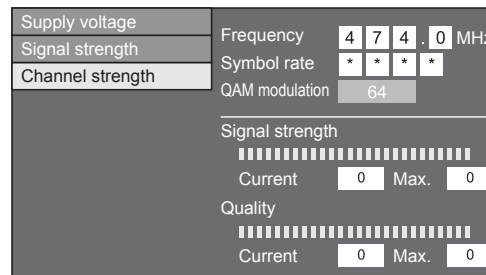 Supply voltage
Signal strength
Channel strength
Frequency 4 7 4 . 0 MHz
Symbol rate * * * *
QAM modulation 64
Signal strength
Current 0 Max. 0
Quality
Current 0 Max. 0